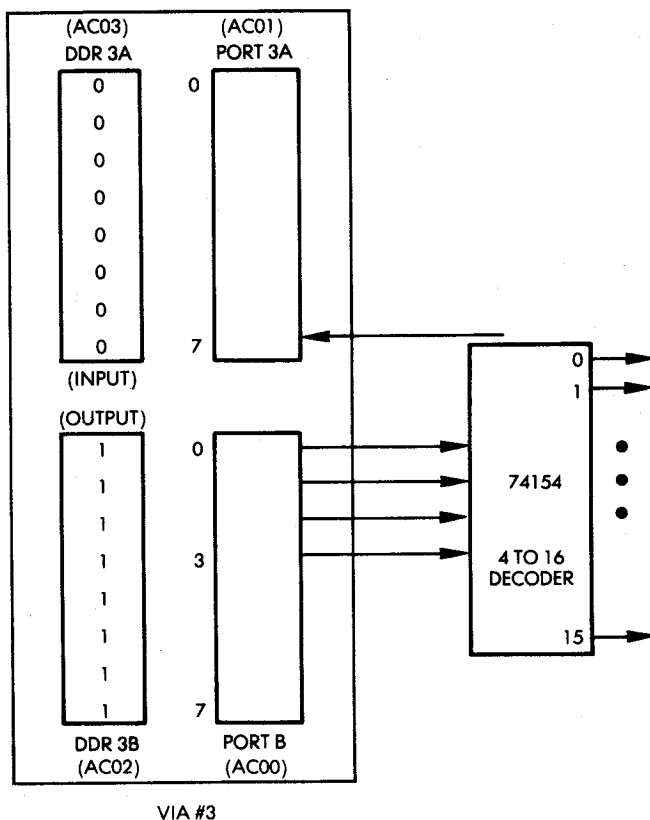 (AC03) (AC01)
DDR 3A PORT 3A
0 0
0
0
0
0
0
0
0 7
(INPUT)
(OUTPUT)
1 0
1
1
1 3
1
1
1
1 7
DDR 3B PORT B
(AC02) (AC00)
0
1
74154
4 TO 16
DECODER
15
VIA #3